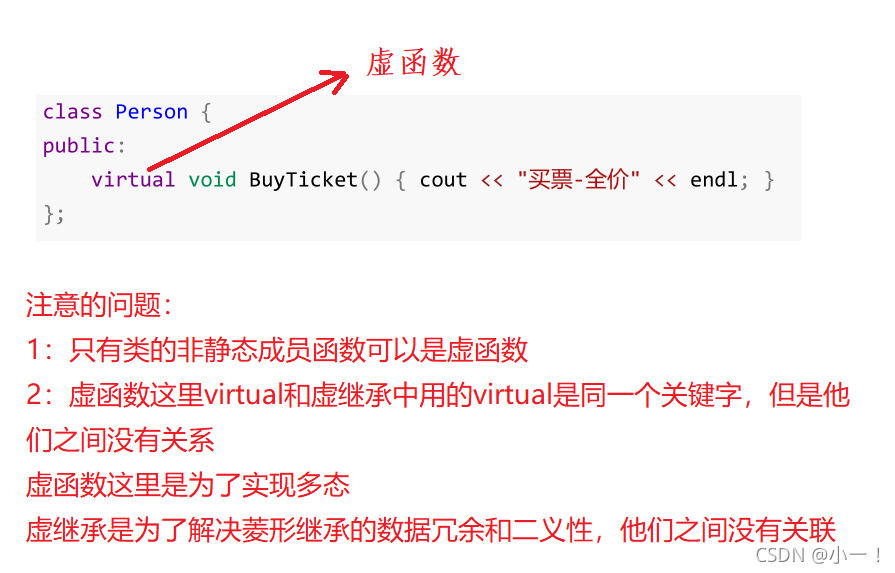 虚函数
class Person {
public:
    virtual void BuyTicket() { cout << "买票-全价" << endl; }
};
注意的问题：
1：只有类的非静态成员函数可以是虚函数
2：虚函数这里virtual和虚继承中用的virtual是同一个关键字，但是他
们之间没有关系
虚函数这里是为了实现多态
虚继承是为了解决菱形继承的数据冗余和二义性，他们之间没有关联
CSDN @小一！